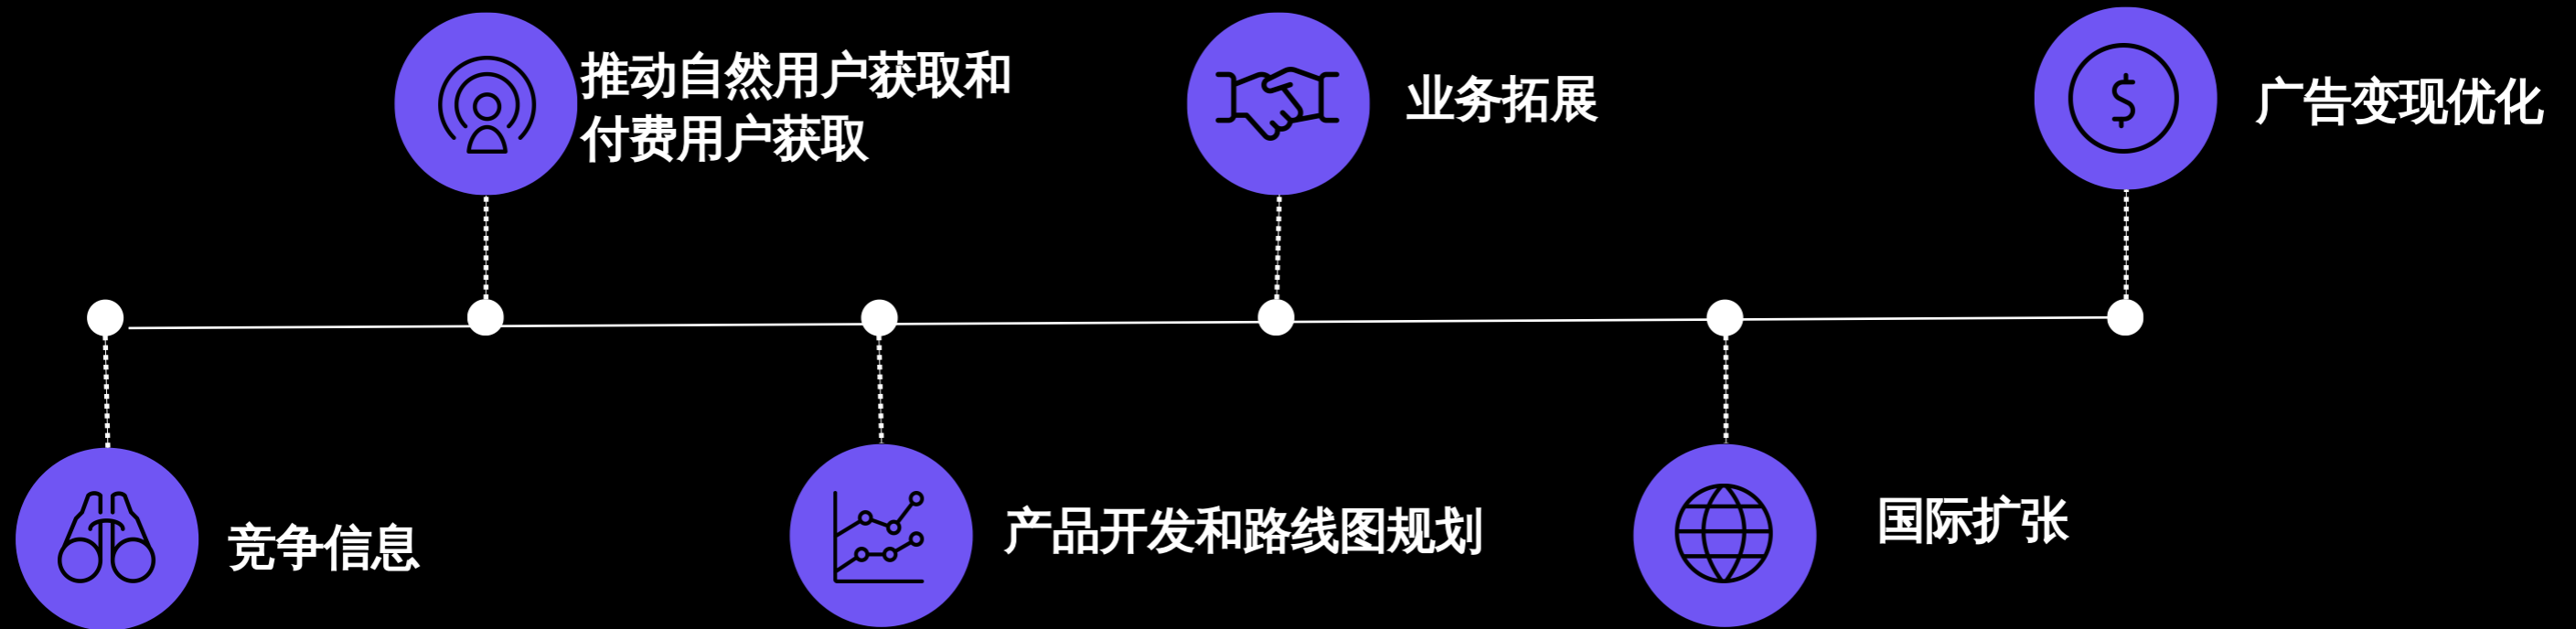 推动自然用户获取和
付费用户获取
业务拓展
广告变现优化
竞争信息
产品开发和路线图规划
国际扩张